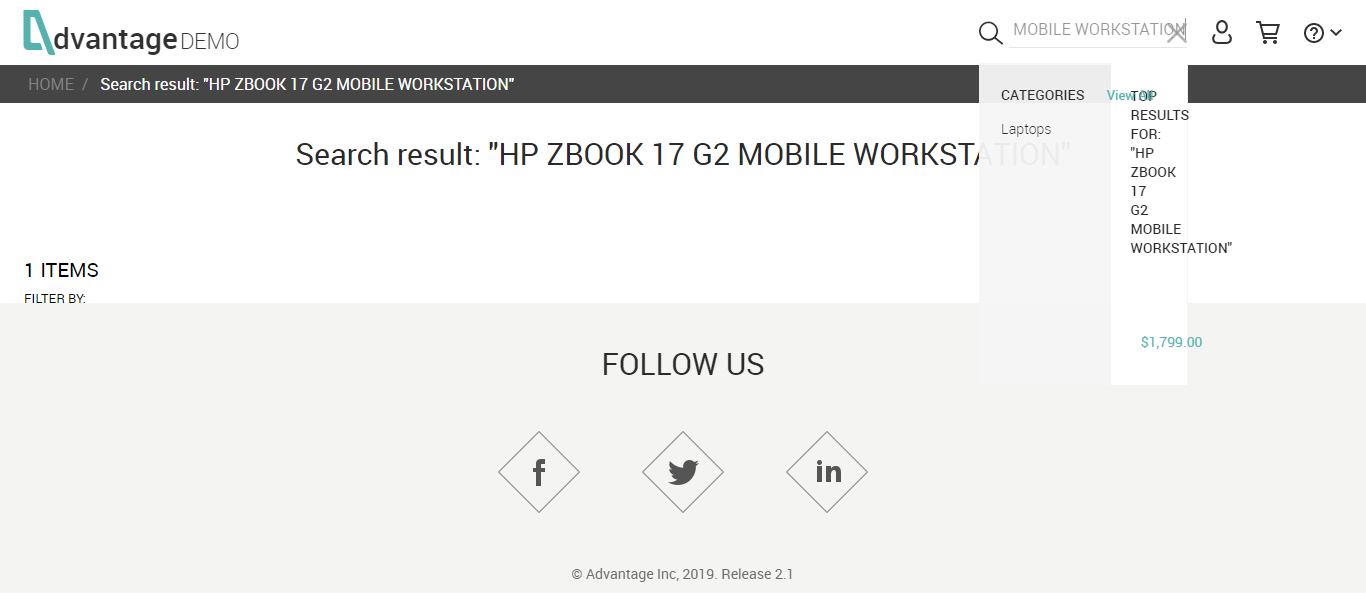 dvantage DEMO
MOBILE WORKSTATION
HOME / Search result: "HP ZBOOK 17 G2 MOBILE WORKSTATION"
CATEGORIES
Laptops
View All
TOP
RESULTS
FOR:
"HP
ZBOOK
17
G2
MOBILE
WORKSTATION"
$1,799.00
Search result: "HP ZBOOK 17 G2 MOBILE WORKSTATION"
1 ITEMS
FILTER BY:
FOLLOW US
f
in
© Advantage Inc, 2019. Release 2.1